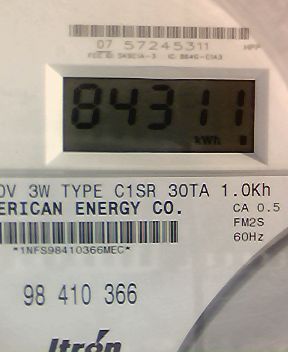 07 57245311
84311
kWh
0V 3W TYPE C1SR 30TA 1.0Kh
ERICAN ENERGY CO.
CA 0.5
FM2S
60Hz
*1NFS98410366MEC*
98 410 366
Itrón